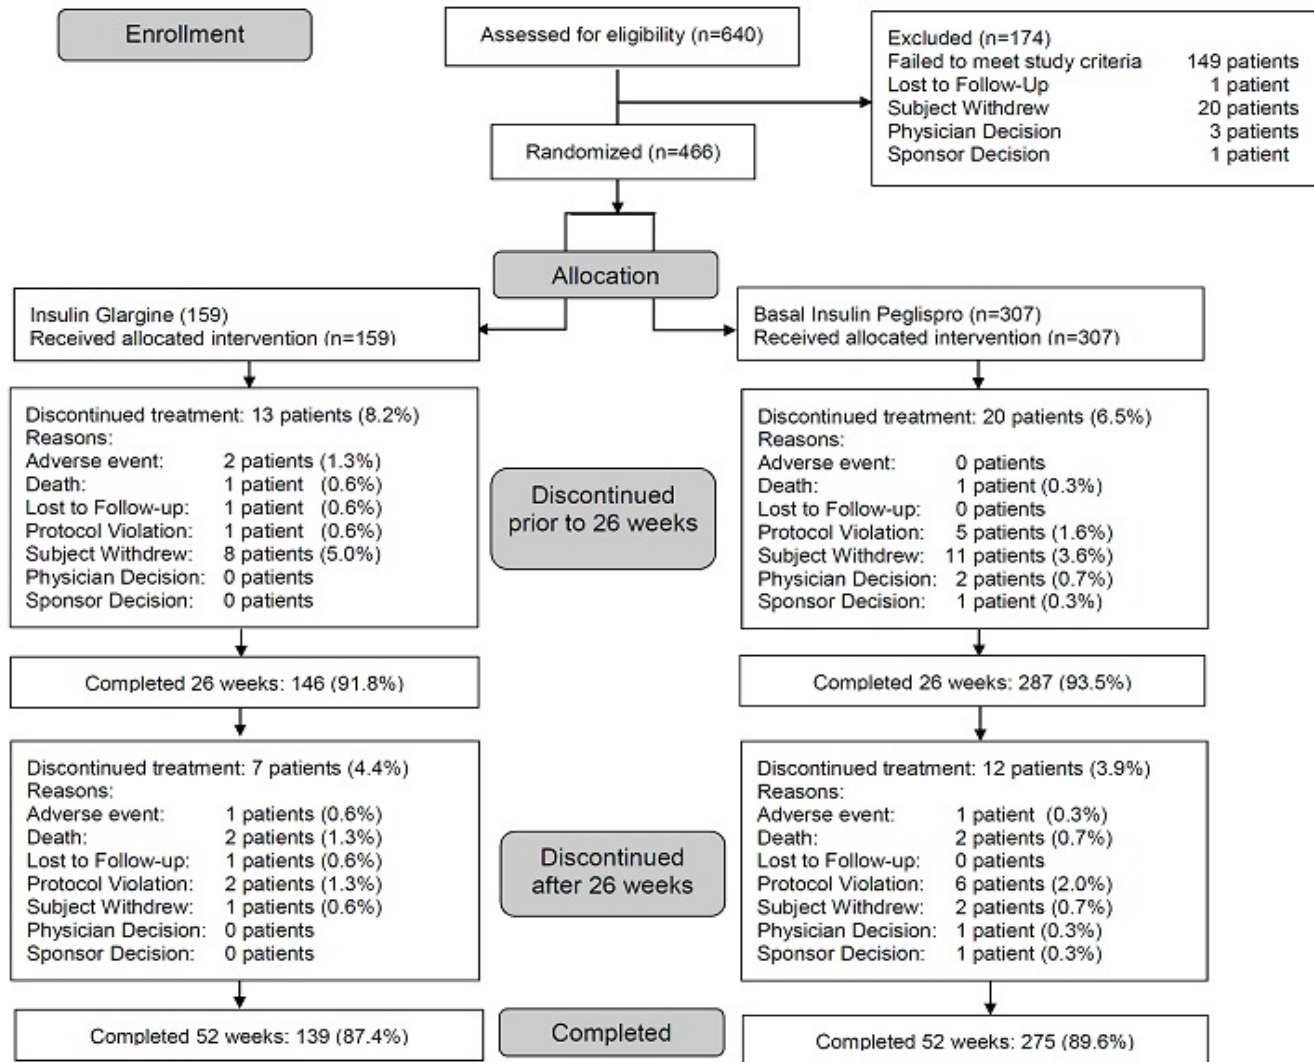 Enrollment
Assessed for eligibility (n=640)
Excluded (n=174)
Failed to meet study criteria 149 patients
Lost to Follow-Up 1 patient
Subject Withdrew 20 patients
Physician Decision 3 patients
Sponsor Decision 1 patient
Randomized (n=466)
Allocation
Insulin Glargine (159)
Received allocated intervention (n=159)
Basal Insulin Peglispro (n=307)
Received allocated intervention (n=307)
Discontinued treatment: 13 patients (8.2%)
Reasons:
Adverse event: 2 patients (1.3%)
Death: 1 patient (0.6%)
Lost to Follow-up: 1 patient (0.6%)
Protocol Violation: 1 patient (0.6%)
Subject Withdrew: 8 patients (5.0%)
Physician Decision: 0 patients
Sponsor Decision: 0 patients
Discontinued
prior to 26 weeks
Discontinued treatment: 20 patients (6.5%)
Reasons:
Adverse event: 0 patients
Death: 1 patient (0.3%)
Lost to Follow-up: 0 patients
Protocol Violation: 5 patients (1.6%)
Subject Withdrew: 11 patients (3.6%)
Physician Decision: 2 patients (0.7%)
Sponsor Decision: 1 patient (0.3%)
Completed 26 weeks: 146 (91.8%)
Completed 26 weeks: 287 (93.5%)
Discontinued treatment: 7 patients (4.4%)
Reasons:
Adverse event: 1 patients (0.6%)
Death: 2 patients (1.3%)
Lost to Follow-up: 1 patients (0.6%)
Protocol Violation: 2 patients (1.3%)
Subject Withdrew: 1 patients (0.6%)
Physician Decision: 0 patients
Sponsor Decision: 0 patients
Discontinued
after 26 weeks
Discontinued treatment: 12 patients (3.9%)
Reasons:
Adverse event: 1 patient (0.3%)
Death: 2 patients (0.7%)
Lost to Follow-up: 0 patients
Protocol Violation: 6 patients (2.0%)
Subject Withdrew: 2 patients (0.7%)
Physician Decision: 1 patient (0.3%)
Sponsor Decision: 1 patient (0.3%)
Completed 52 weeks: 139 (87.4%)
Completed
Completed 52 weeks: 275 (89.6%)